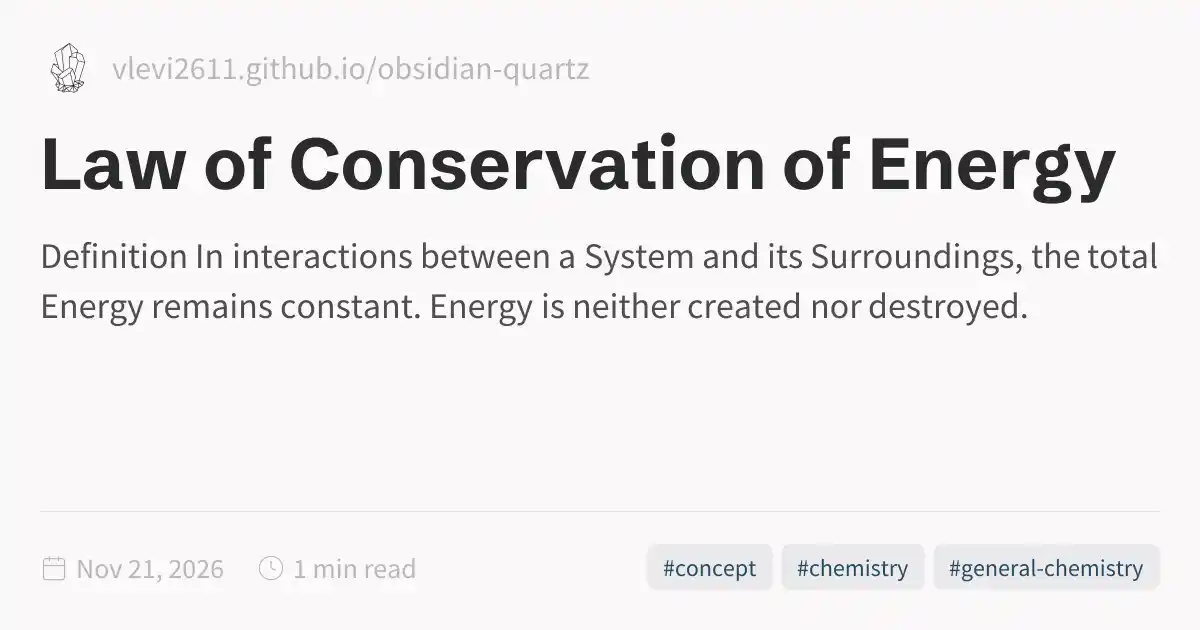 vlevi2611.github.io/obsidian-quartz
Law of Conservation of Energy
Definition In interactions between a System and its Surroundings, the total
Energy remains constant. Energy is neither created nor destroyed.
Nov 21, 2026 1 min read #concept #chemistry #general-chemistry